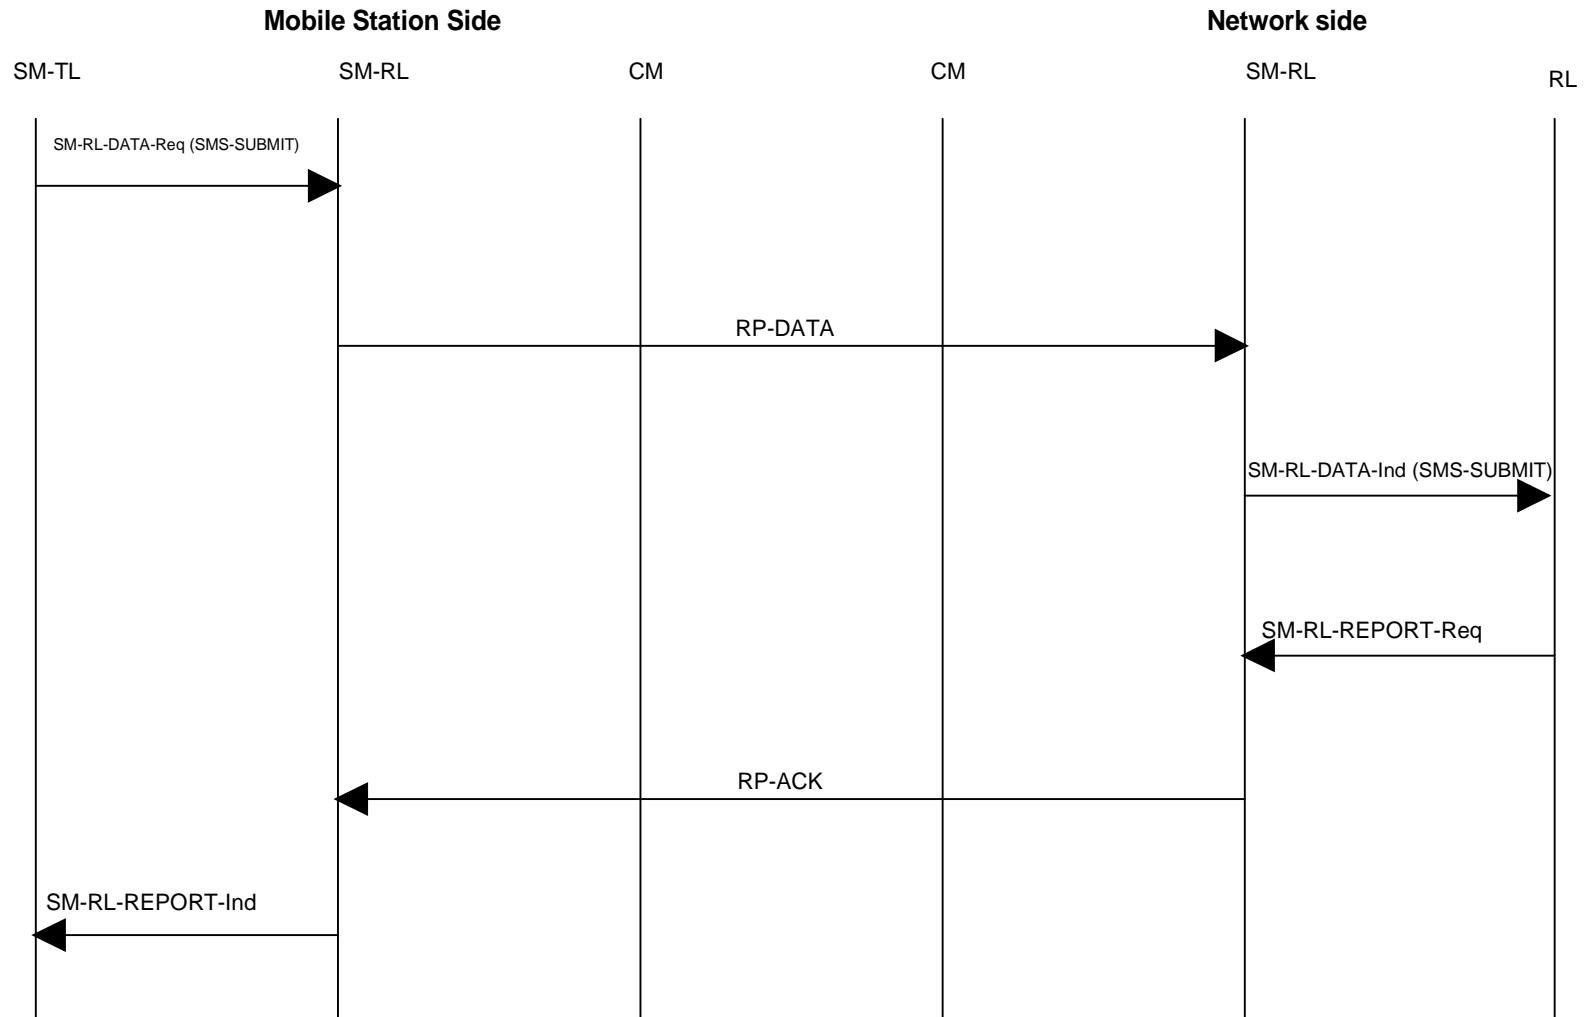 Mobile Station Side
Network side
SM-TL
SM-RL
CM
CM
SM-RL
RL
SM-RL-DATA-Req (SMS-SUBMIT)
RP-DATA
SM-RL-DATA-Ind (SMS-SUBMIT)
SM-RL-REPORT-Req
RP-ACK
SM-RL-REPORT-Ind